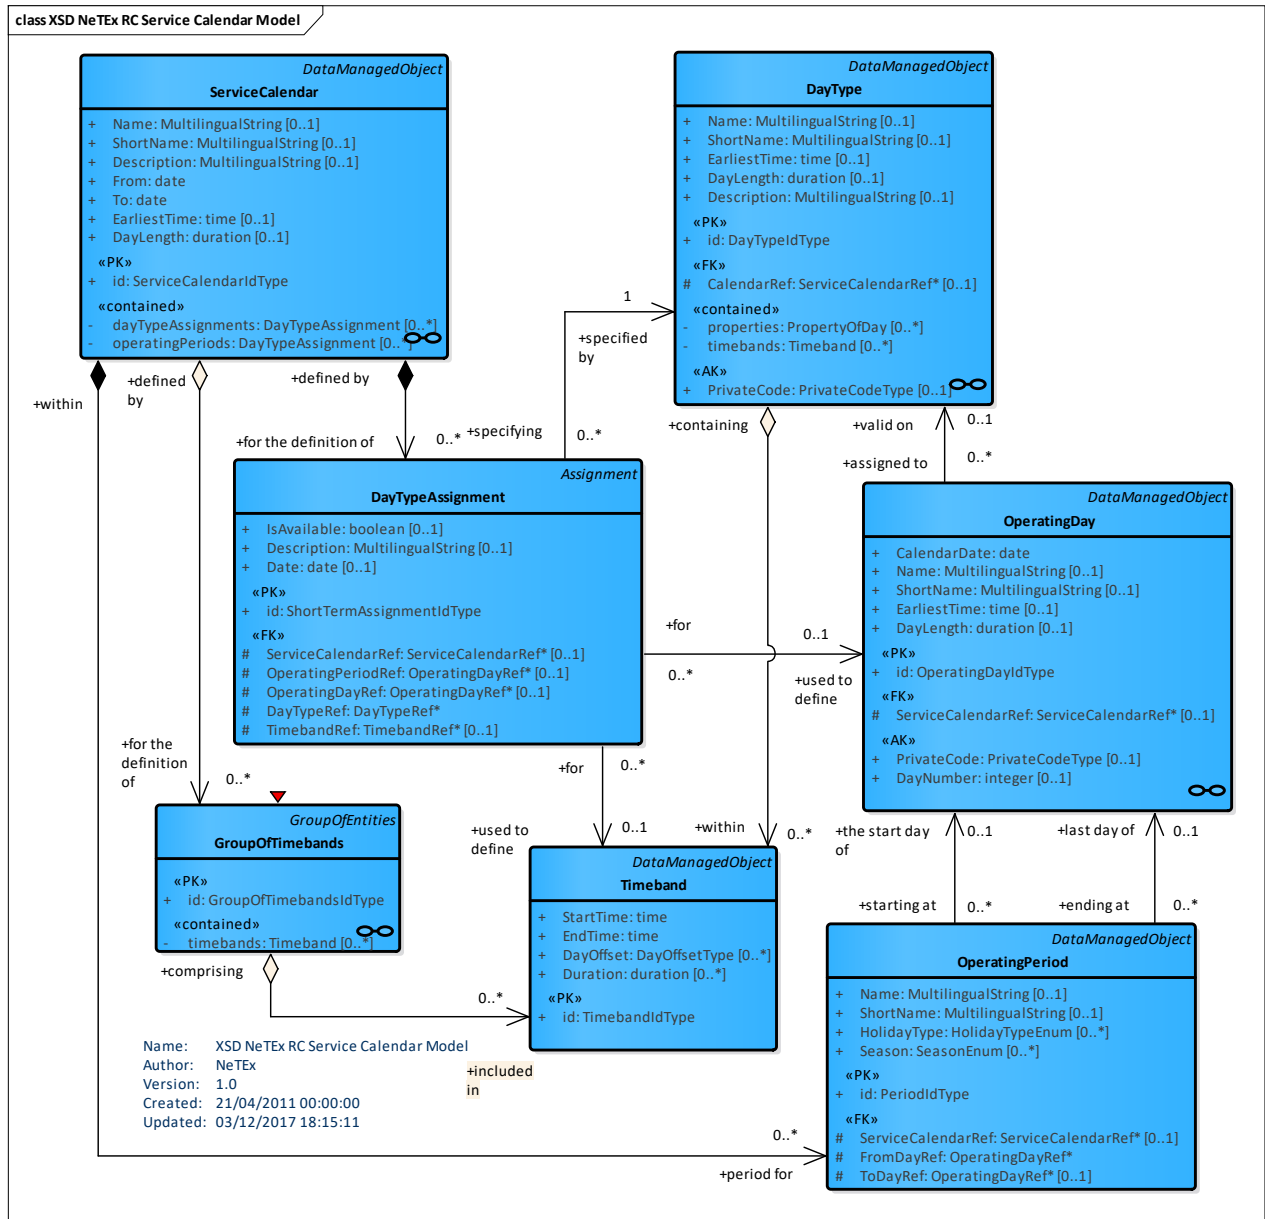 class XSD NeTEx RC Service Calendar Model
DataManagedObject
ServiceCalendar
+ Name: MultilingualString [0..1]
+ ShortName: MultilingualString [0..1]
+ Description: MultilingualString [0..1]
+ From: date
+ To: date
+ EarliestTime: time [0..1]
+ DayLength: duration [0..1]
«PK»
+ id: ServiceCalendarIdType
«contained»
- dayTypeAssignments: DayTypeAssignment [0..*]
- operatingPeriods: DayTypeAssignment [0..*]
DataManagedObject
DayType
+ Name: MultilingualString [0..1]
+ ShortName: MultilingualString [0..1]
+ EarliestTime: time [0..1]
+ DayLength: duration [0..1]
+ Description: MultilingualString [0..1]
«PK»
+ id: DayTypeIdType
«FK»
# CalendarRef: ServiceCalendarRef* [0..1]
«contained»
- properties: PropertyOfDay [0..*]
- timebands: Timeband [0..*]
«AK»
+ PrivateCode: PrivateCodeType [0..1]
1
+specified
by
+within
+defined
by
+defined by
+for the definition of
0..*
+specifying
0..*
+containing
+valid on
0..1
+assigned to
0..*
Assignment
DayTypeAssignment
+ IsAvailable: boolean [0..1]
+ Description: MultilingualString [0..1]
+ Date: date [0..1]
«PK»
+ id: ShortTermAssignmentIdType
«FK»
# ServiceCalendarRef: ServiceCalendarRef* [0..1]
# OperatingPeriodRef: OperatingDayRef* [0..1]
# OperatingDayRef: OperatingDayRef* [0..1]
# DayTypeRef: DayTypeRef*
# TimebandRef: TimebandRef* [0..1]
DataManagedObject
OperatingDay
+ CalendarDate: date
+ Name: MultilingualString [0..1]
+ ShortName: MultilingualString [0..1]
+ EarliestTime: time [0..1]
+ DayLength: duration [0..1]
«PK»
+ id: OperatingDayIdType
«FK»
# ServiceCalendarRef: ServiceCalendarRef* [0..1]
«AK»
+ PrivateCode: PrivateCodeType [0..1]
+ DayNumber: integer [0..1]
+for
0..*
0..1
+used to
define
+for the
definition
of
0..*
+for
0..*
+used to
define
0..1
+within
0..*
+the start day
of
0..1
+last day of
0..1
GroupOfEntities
GroupOfTimebands
«PK»
+ id: GroupOfTimebandsIdType
«contained»
- timebands: Timeband [0..*]
+comprising
0..*
DataManagedObject
Timeband
+ StartTime: time
+ EndTime: time
+ DayOffset: DayOffsetType [0..*]
+ Duration: duration [0..*]
«PK»
+ id: TimebandIdType
+starting at
0..*
+ending at
0..*
DataManagedObject
OperatingPeriod
+ Name: MultilingualString [0..1]
+ ShortName: MultilingualString [0..1]
+ HolidayType: HolidayTypeEnum [0..*]
+ Season: SeasonEnum [0..*]
«PK»
+ id: PeriodIdType
«FK»
# ServiceCalendarRef: ServiceCalendarRef* [0..1]
# FromDayRef: OperatingDayRef*
# ToDayRef: OperatingDayRef* [0..1]
Name: XSD NeTEx RC Service Calendar Model
Author: NeTEx
Version: 1.0
Created: 21/04/2011 00:00:00
Updated: 03/12/2017 18:15:11
+included
in
0..*
+period for